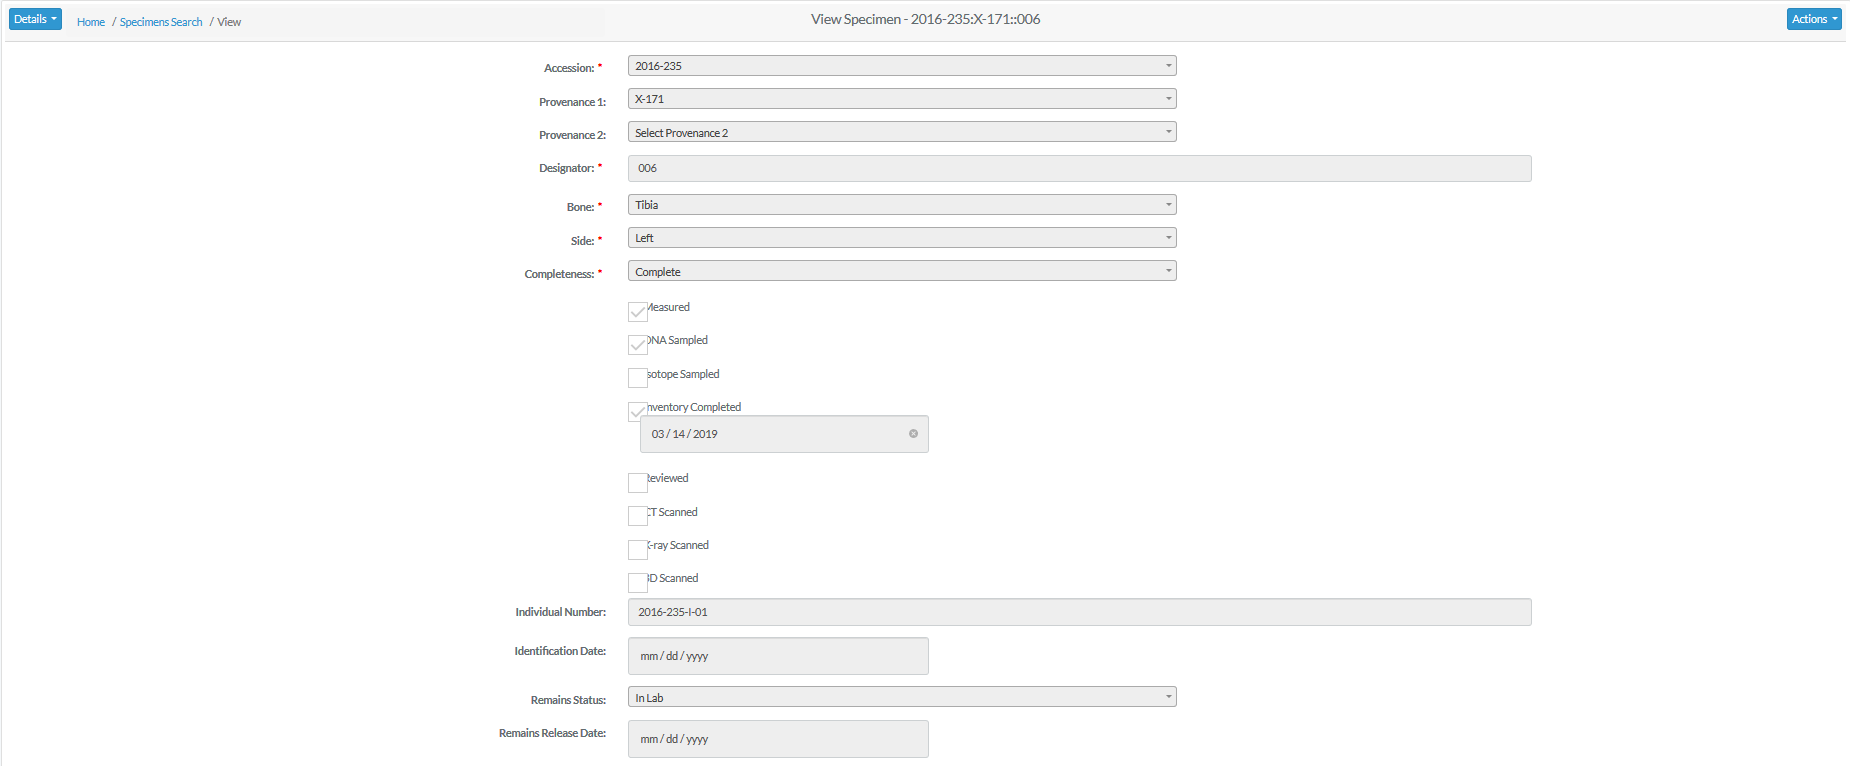 Details
Home / Specimens Search / View
View Specimen - 2016-235:X-171::006
Actions
Accession: * 2016-235
Provenance 1: X-171
Provenance 2: Select Provenance 2
Designator: * 006
Bone: * Tibia
Side: * Left
Completeness: * Complete
Measured
DNA Sampled
Isotope Sampled
Inventory Completed
03 / 14 / 2019
Reviewed
CT Scanned
X-ray Scanned
3D Scanned
Individual Number: 2016-235-I-01
Identification Date: mm / dd / yyyy
Remains Status: In Lab
Remains Release Date: mm / dd / yyyy